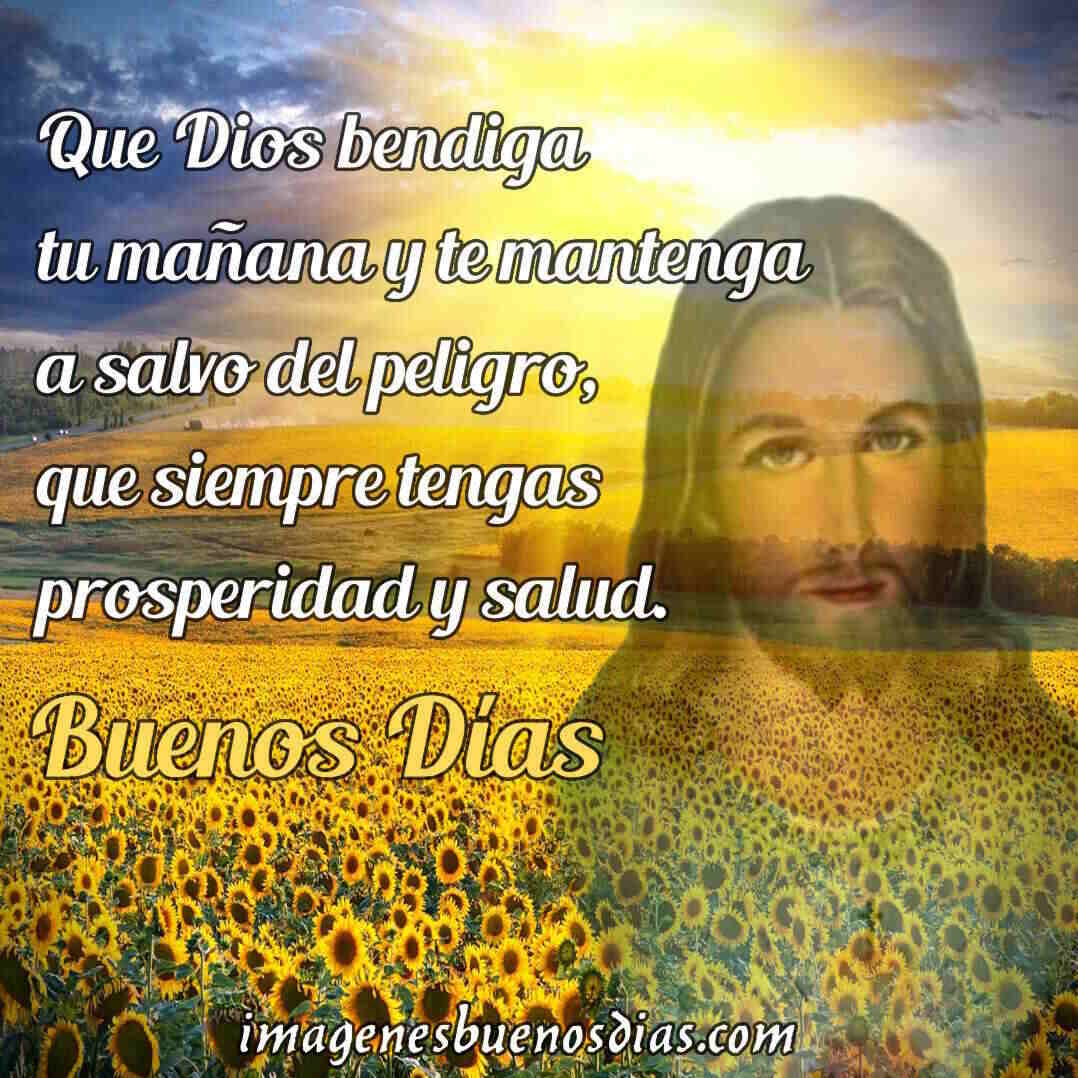 Que Dios bendiga
tu mañana y te mantenga
a salvo del peligro,
que siempre tengas
prosperidad y salud.
Buenos Días
imagenesbuenosdias.com